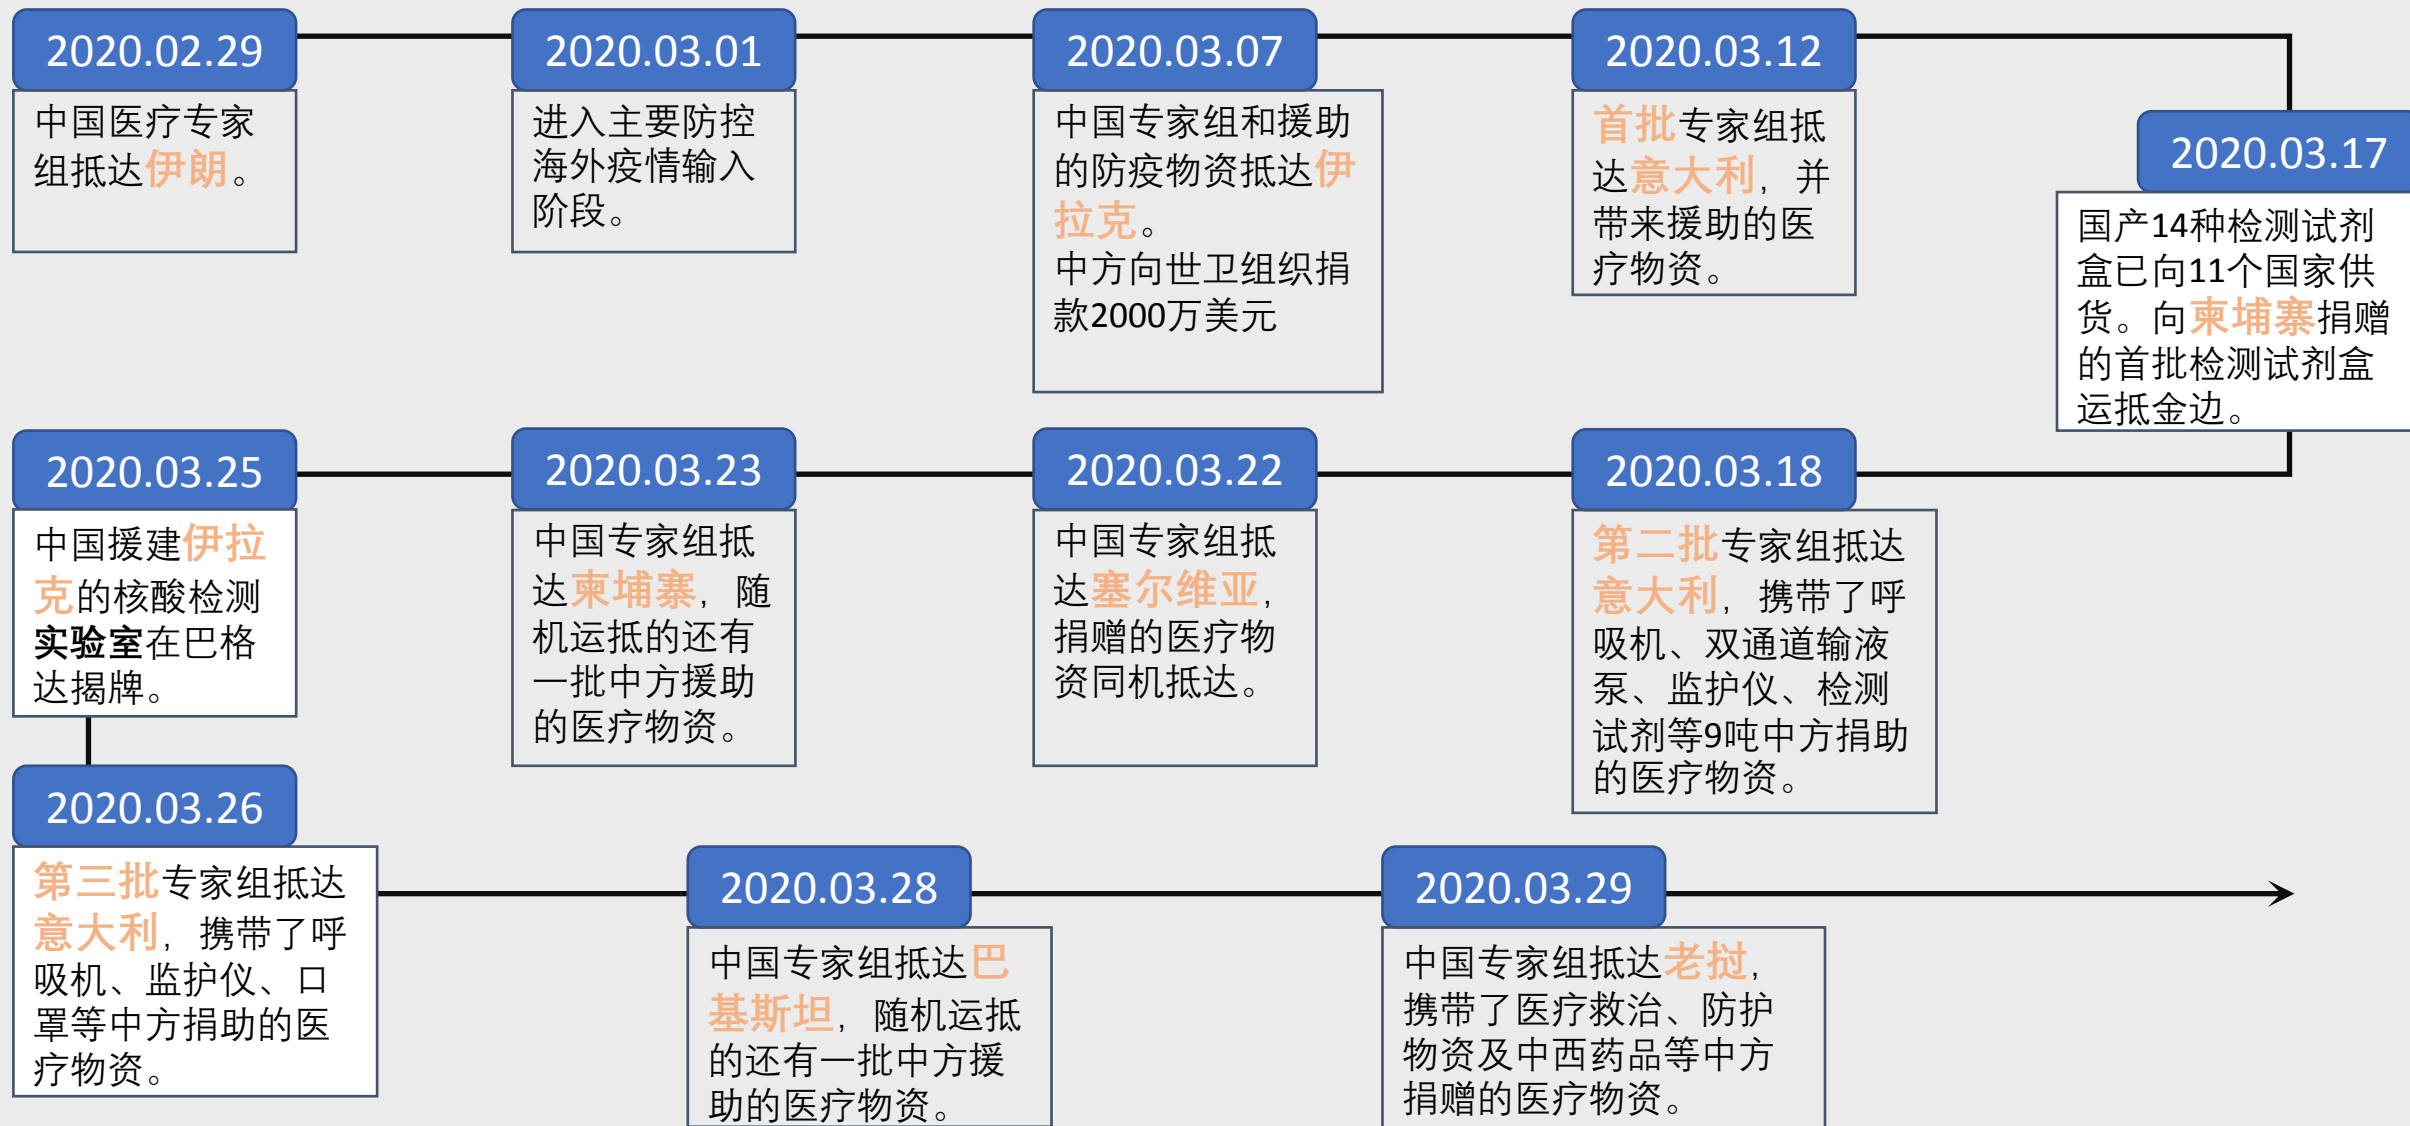 2020.02.29
中国医疗专家
组抵达伊朗。
2020.03.01
进入主要防控
海外疫情输入
阶段。
2020.03.07
中国专家组和援助
的防疫物资抵达伊
拉克。
中方向世卫组织捐
款2000万美元
2020.03.12
首批专家组抵
达意大利，并
带来援助的医
疗物资。
2020.03.17
国产14种检测试剂
盒已向11个国家供
货。向柬埔寨捐赠
的首批检测试剂盒
运抵金边。
2020.03.18
第二批专家组抵达
意大利，携带了呼
吸机、双通道输液
泵、监护仪、检测
试剂等9吨中方捐助
的医疗物资。
2020.03.22
中国专家组抵
达塞尔维亚，
捐赠的医疗物
资同机抵达。
2020.03.23
中国专家组抵
达柬埔寨，随
机运抵的还有
一批中方援助
的医疗物资。
2020.03.25
中国援建伊拉
克的核酸检测
实验室在巴格
达揭牌。
2020.03.26
第三批专家组抵达
意大利，携带了呼
吸机、监护仪、口
罩等中方捐助的医
疗物资。
2020.03.28
中国专家组抵达巴
基斯坦，随机运抵
的还有一批中方援
助的医疗物资。
2020.03.29
中国专家组抵达老挝，
携带了医疗救治、防护
物资及中西药品等中方
捐赠的医疗物资。